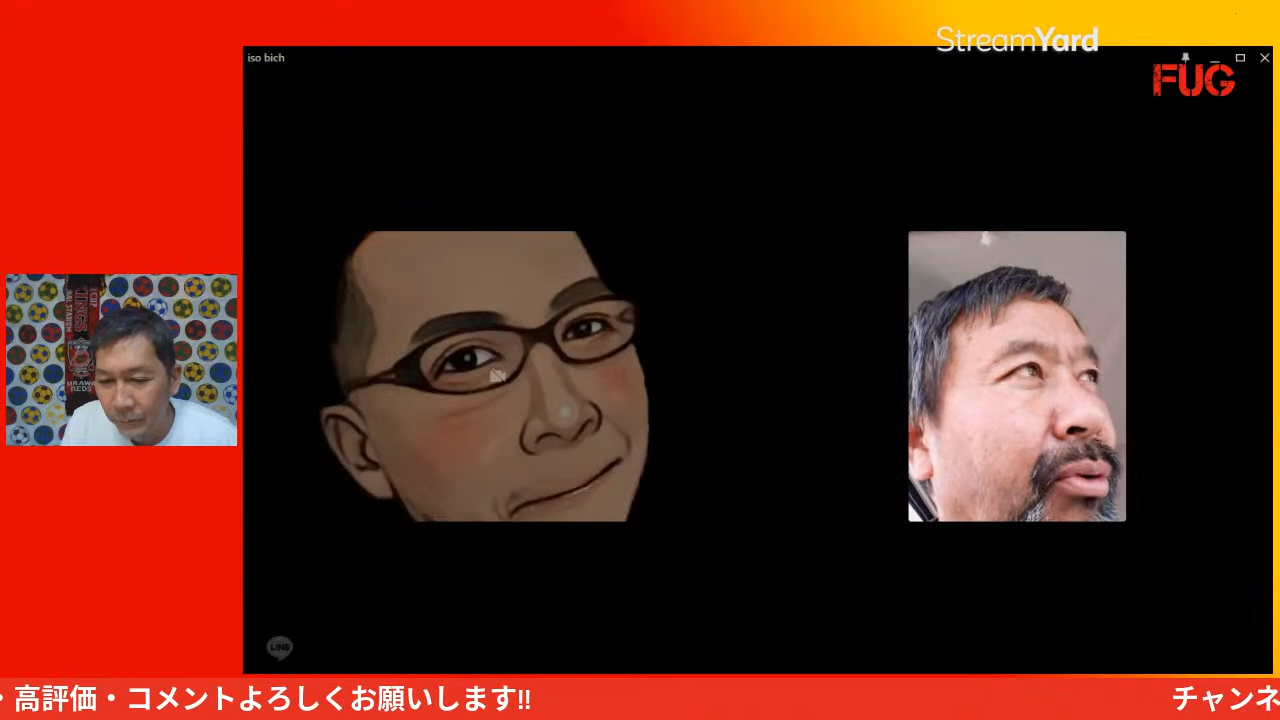 StreamYard
iso bich
FUG
URAWA
REDS
LINE
・高評価・コメントよろしくお願いします!!
チャンネ